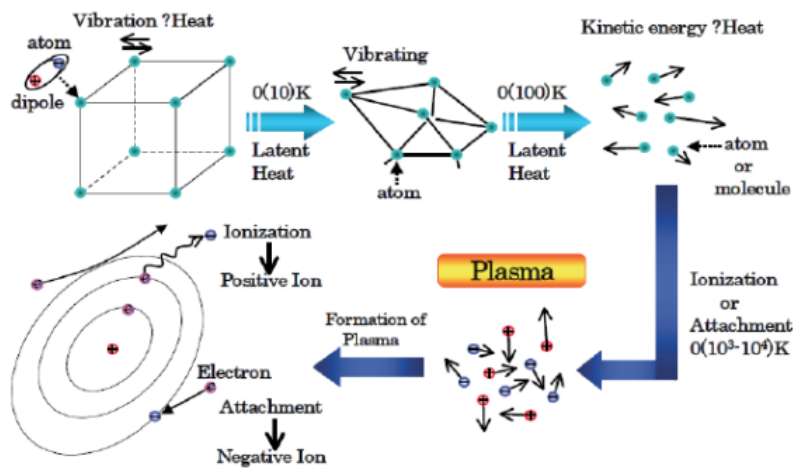 Vibration ?Heat
atom
dipole
0(10)K
Latent
Heat
Vibrating
atom
0(100)K
Latent
Heat
Kinetic energy ?Heat
atom
or
molecule
Ionization
or
Attachment
0(10³-10⁴)K
Plasma
Formation of
Plasma
Ionization
Positive Ion
Electron
Attachment
Negative Ion